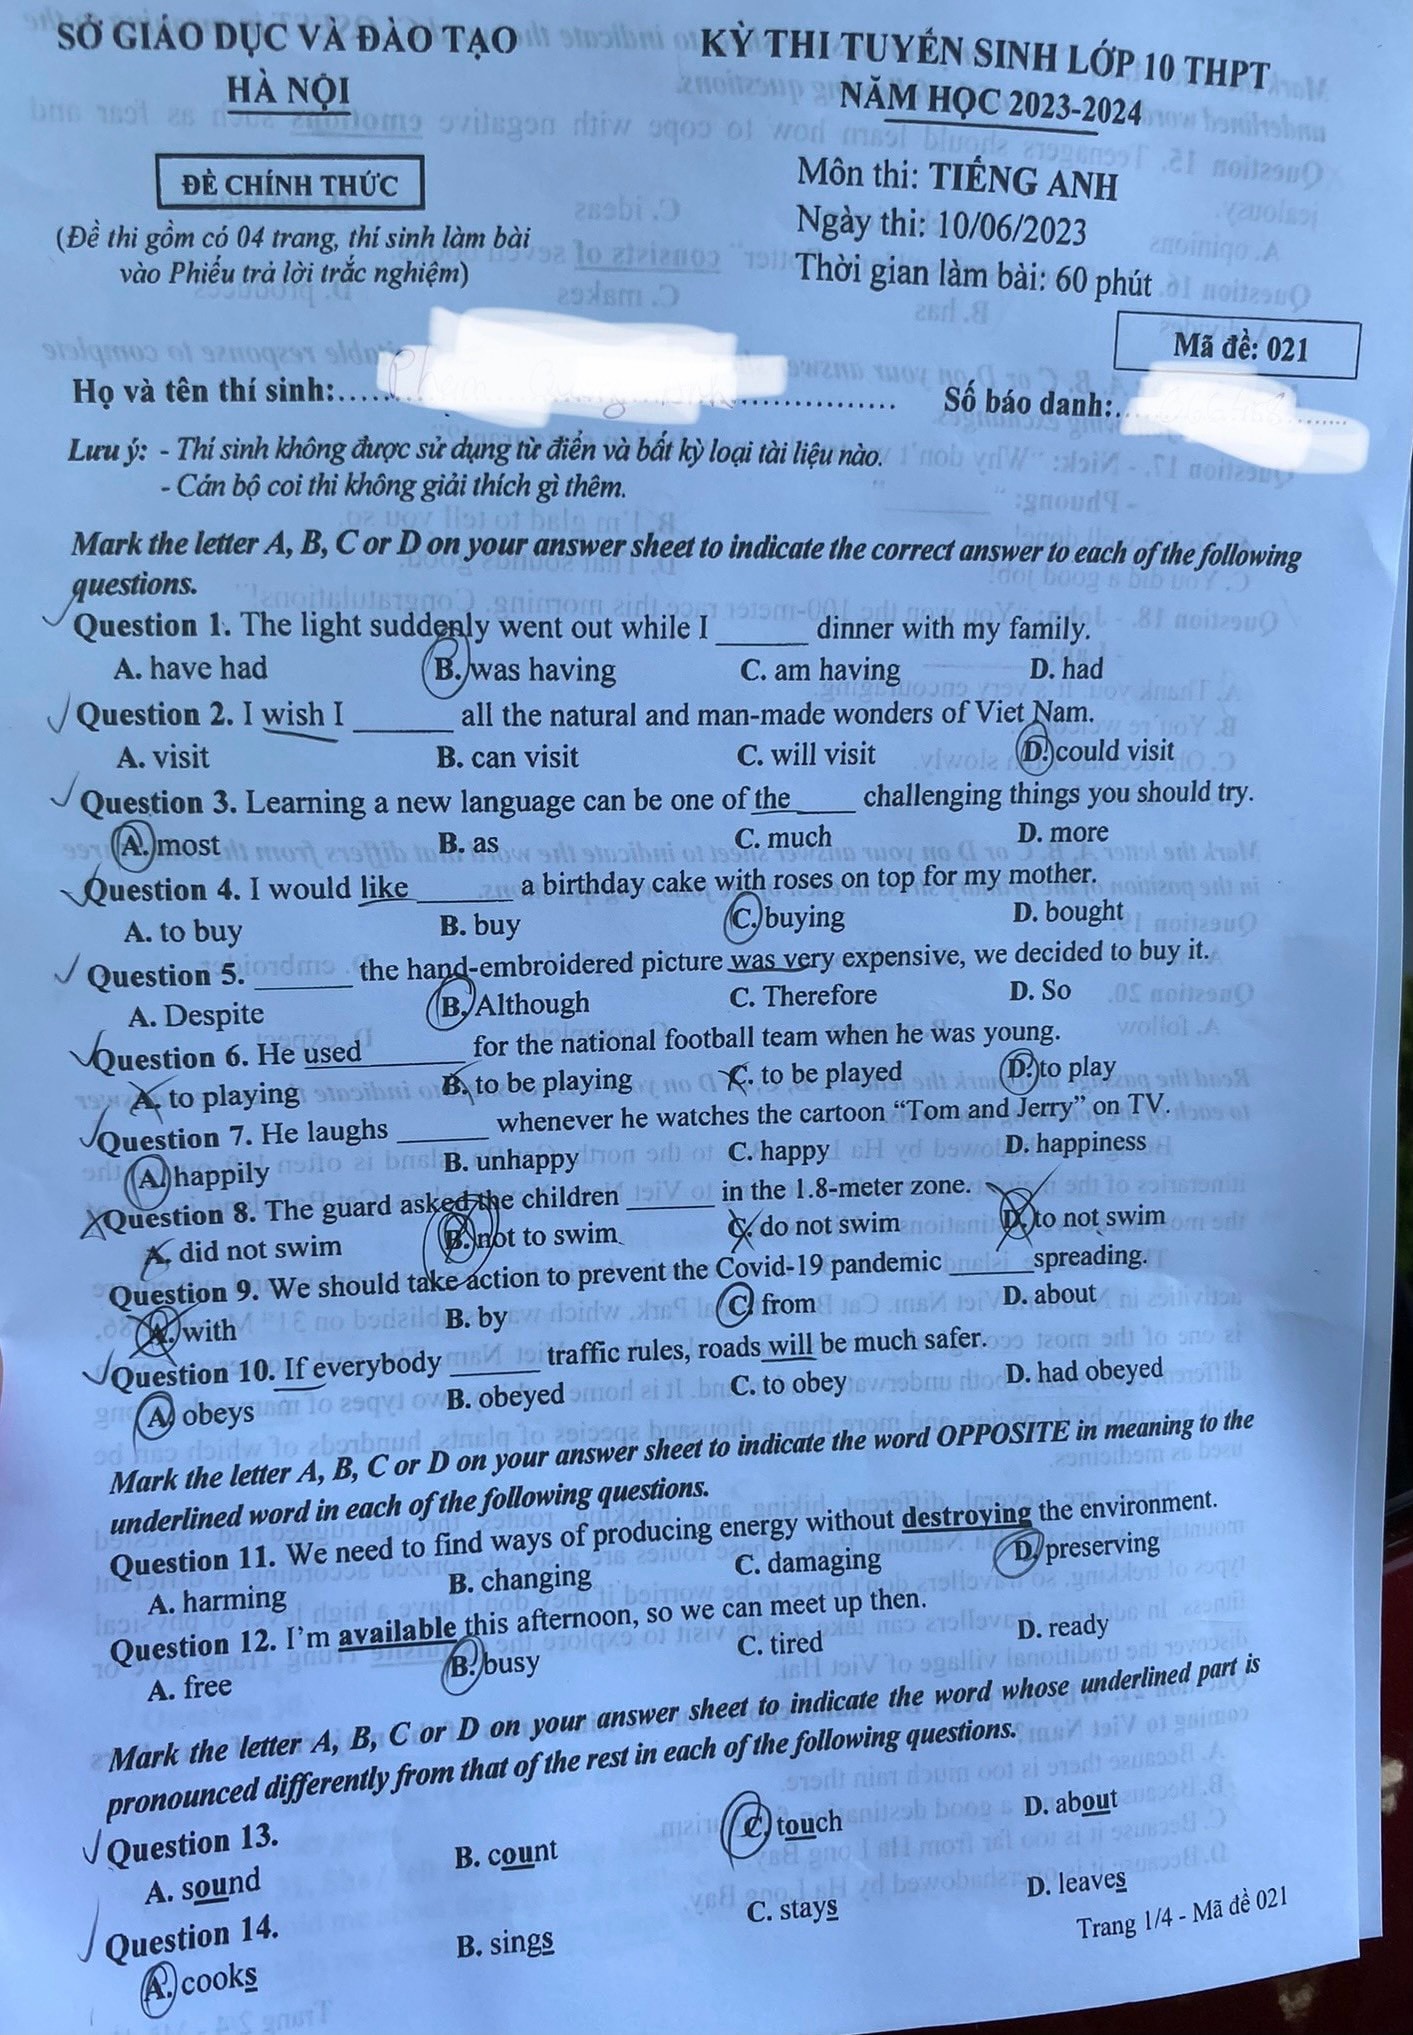 SỞ GIÁO DỤC VÀ ĐÀO TẠO
HÀ NỘI
KỲ THI TUYỂN SINH LỚP 10 THPT
NĂM HỌC 2023-2024
ĐỀ CHÍNH THỨC
(Đề thi gồm có 04 trang, thí sinh làm bài
vào Phiếu trả lời trắc nghiệm)
Môn thi: TIẾNG ANH
Ngày thi: 10/06/2023
Thời gian làm bài: 60 phút
Mã đề: 021
Họ và tên thí sinh:
Số báo danh:
Lưu ý: - Thí sinh không được sử dụng từ điển và bất kỳ loại tài liệu nào.
- Cán bộ coi thi không giải thích gì thêm.
Mark the letter A, B, C or D on your answer sheet to indicate the correct answer to each of the following
questions.
Question 1. The light suddenly went out while I _______ dinner with my family.
A. have had B. was having C. am having D. had
Question 2. I wish I _______ all the natural and man-made wonders of Viet Nam.
A. visit B. can visit C. will visit D. could visit
Question 3. Learning a new language can be one of the _____ challenging things you should try.
A. most B. as C. much D. more
Question 4. I would like _______ a birthday cake with roses on top for my mother.
A. to buy B. buy C. buying D. bought
Question 5. _______ the hand-embroidered picture was very expensive, we decided to buy it.
A. Despite B. Although C. Therefore D. So
Question 6. He used _______ for the national football team when he was young.
A. to playing B. to be playing C. to be played D. to play
Question 7. He laughs _______ whenever he watches the cartoon “Tom and Jerry” on TV.
A. happily B. unhappy C. happy D. happiness
Question 8. The guard asked the children _______ in the 1.8-meter zone.
A. did not swim B. not to swim C. do not swim D. to not swim
Question 9. We should take action to prevent the Covid-19 pandemic _______ spreading.
A. with B. by C. from D. about
Question 10. If everybody _______ traffic rules, roads will be much safer.
A. obeys B. obeyed C. to obey D. had obeyed
Mark the letter A, B, C or D on your answer sheet to indicate the word OPPOSITE in meaning to the
underlined word in each of the following questions.
Question 11. We need to find ways of producing energy without destroying the environment.
A. harming B. changing C. damaging D. preserving
Question 12. I’m available this afternoon, so we can meet up then.
A. free B. busy C. tired D. ready
Mark the letter A, B, C or D on your answer sheet to indicate the word whose underlined part is
pronounced differently from that of the rest in each of the following questions.
Question 13.
A. sound B. count C. touch D. about
Question 14.
A. cooks B. sings C. stays D. leaves
Trang 1/4 - Mã đề 021